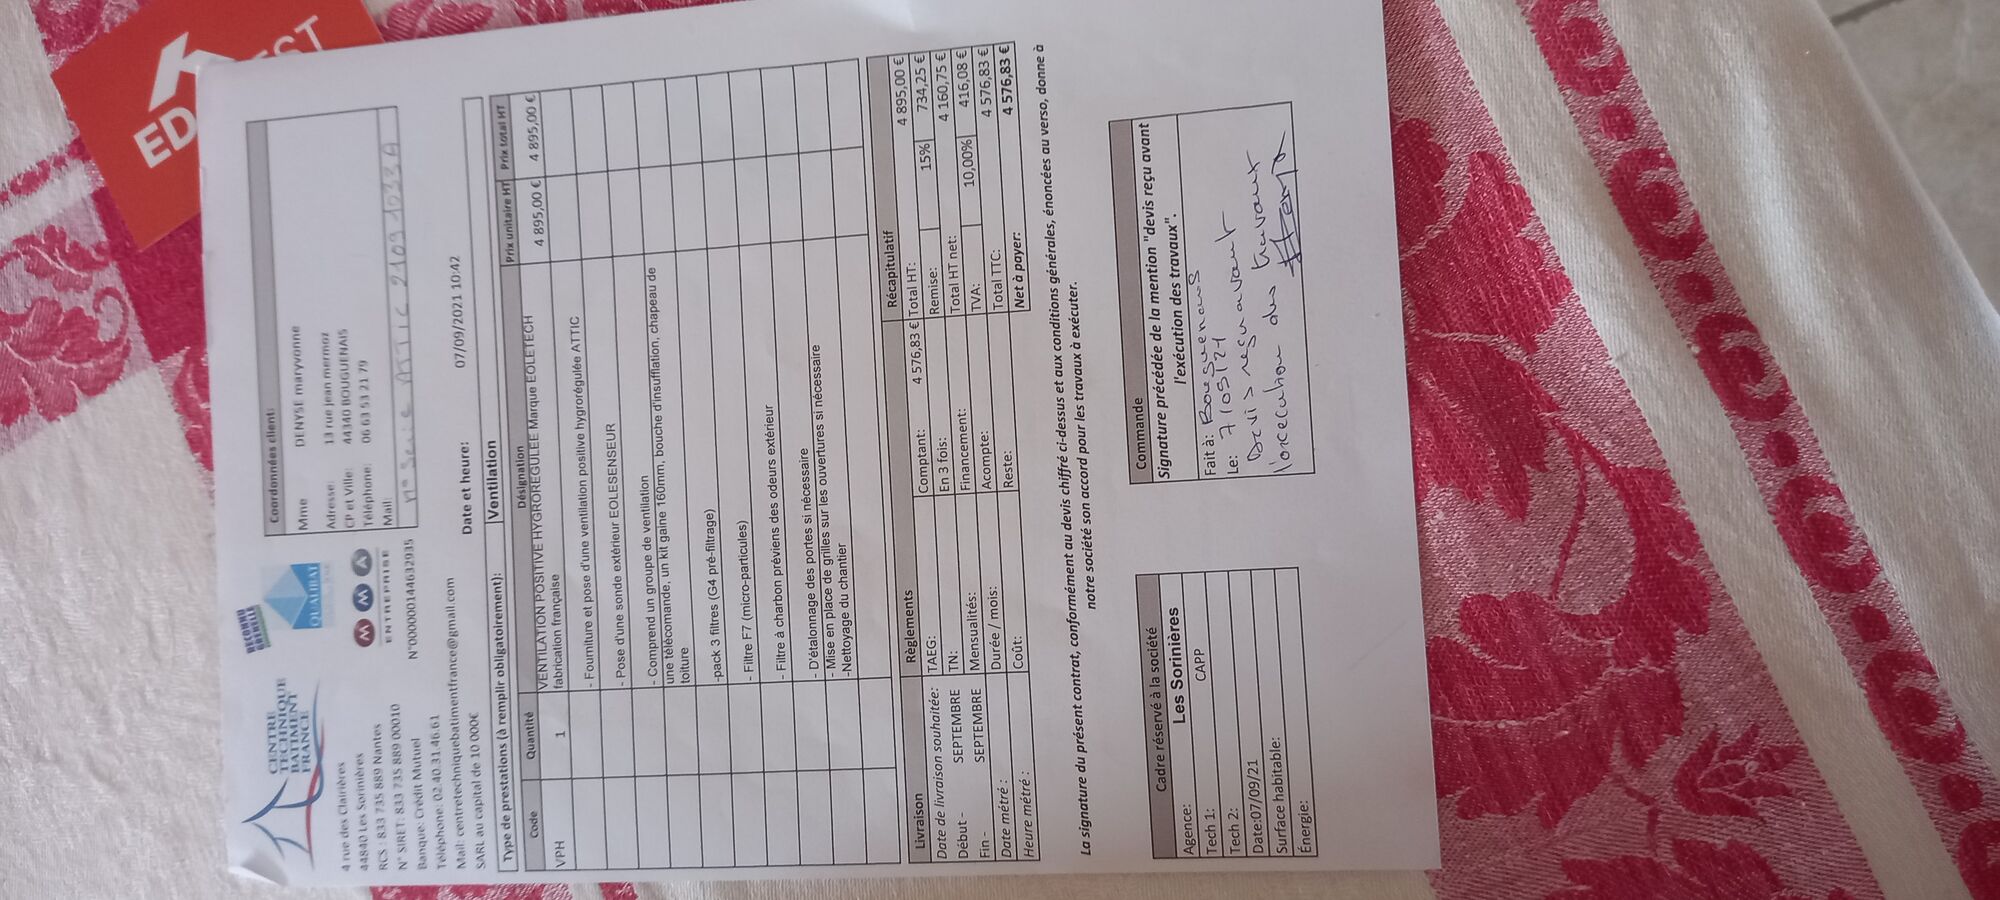 ED
ECT
CENTRE
TECHNIQUE
BATIMENT
FRANCE
RECONNU
GRENELLE
QUALIBAT
MMA
ENTREPRISE
N°0000000144632935
4 rue des Clairières
44840 Les Sorinières
RCS : 833 735 889 Nantes
N° SIRET: 833 735 889 00010
Banque: Crédit Mutuel
Téléphone: 02.40.31.46.61
Mail: centretechniquebatimentfrance@gmail.com
SARL au capital de 10 000€
Coordonnées client:
Mme DENYSE maryvonne
Adresse: 13 rue jean mermoz
CP et Ville: 44340 BOUGUENAIS
Téléphone: 06 63 53 21 79
Mail:
n° Serie ATTIC 21091033A
Date et heure: 07/09/2021 10:42
Type de prestations (à remplir obligatoirement): Ventilation
Code Quantité Désignation Prix unitaire HT Prix total HT
VPH 1 VENTILATION POSITIVE HYGROREGULEE Marque EOLETECH 4 895,00 € 4 895,00 €
fabrication française
- Fourniture et pose d'une ventilation positive hygrorégulée ATTIC
- Pose d'une sonde extérieur EOLESENSEUR
- Comprend un groupe de ventilation
une télécomande, un kit gaine 160mm, bouche d'insufflation, chapeau de
toiture
-pack 3 filtres (G4 pré-filtrage)
- Filtre F7 (micro-particules)
- Filtre à charbon préviens des odeurs extérieur
- D'étalonnage des portes si nécessaire
- Mise en place de grilles sur les ouvertures si nécessaire
-Nettoyage du chantier
Livraison Règlements Récapitulatif
Date de livraison souhaitée: TAEG: Comptant: 4 576,83 € Total HT: 4 895,00 €
Début - SEPTEMBRE TN: En 3 fois: Remise: 15% 734,25 €
Fin - SEPTEMBRE Mensualités: Financement: Total HT net: 4 160,75 €
Date métré : Durée / mois: Acompte: TVA: 10,00% 416,08 €
Heure métré : Coût: Reste: Total TTC: 4 576,83 €
Net à payer: 4 576,83 €
La signature du présent contrat, conformément au devis chiffré ci-dessus et aux conditions générales, énoncées au verso, donne à
notre société son accord pour les travaux à exécuter.
Cadre réservé à la société
Agence: Les Sorinières
Tech 1: CAPP
Tech 2:
Date:07/09/21
Surface habitable:
Énergie:
Commande
Signature précédée de la mention "devis reçu avant
l'exécution des travaux".
Fait à: Bouguenais
Le: 7/09/21
Devis reçu avant
l'execution des travaux